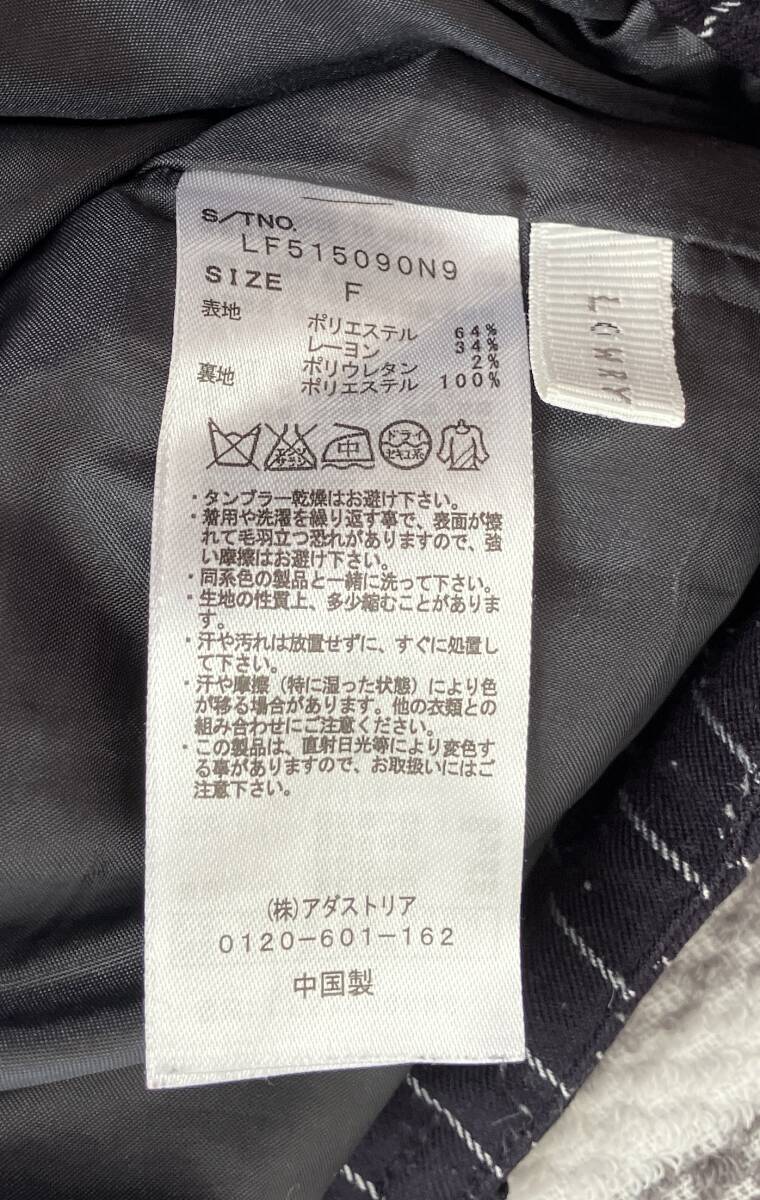 S/TNO.
LF515090N9
SIZE F
表地 ポリエステル 64%
レーヨン 34%
ポリウレタン 2%
裏地 ポリエステル 100%
中 ドライ
セキユ系
・タンブラー乾燥はお避け下さい。
・着用や洗濯を繰り返す事で、表面が擦
れて毛羽立つ恐れがありますので、強
い摩擦はお避け下さい。
・同系色の製品と一緒に洗って下さい。
・生地の性質上、多少縮むことがありま
す。
・汗や汚れは放置せずに、すぐに処置し
て下さい。
・汗や摩擦（特に湿った状態）により色
が移る場合があります。他の衣類との
組み合わせにご注意ください。
・この製品は、直射日光等により変色す
る事がありますので、お取扱いにはご
注意下さい。
(株)アダストリア
0120-601-162
中国製